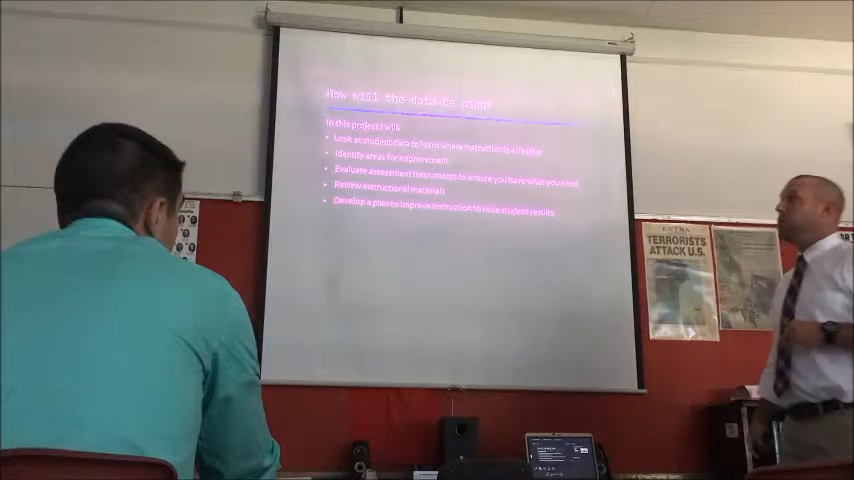 How will the data be used?
In this project I will:
• Look at student data to learn where instruction is effective
• Identify areas for improvement
• Evaluate assessment instruments to ensure you have what you need
• Review instructional materials
• Develop a plan to improve instruction to raise student results
EXTRA
TERRORISTS
ATTACK U.S.